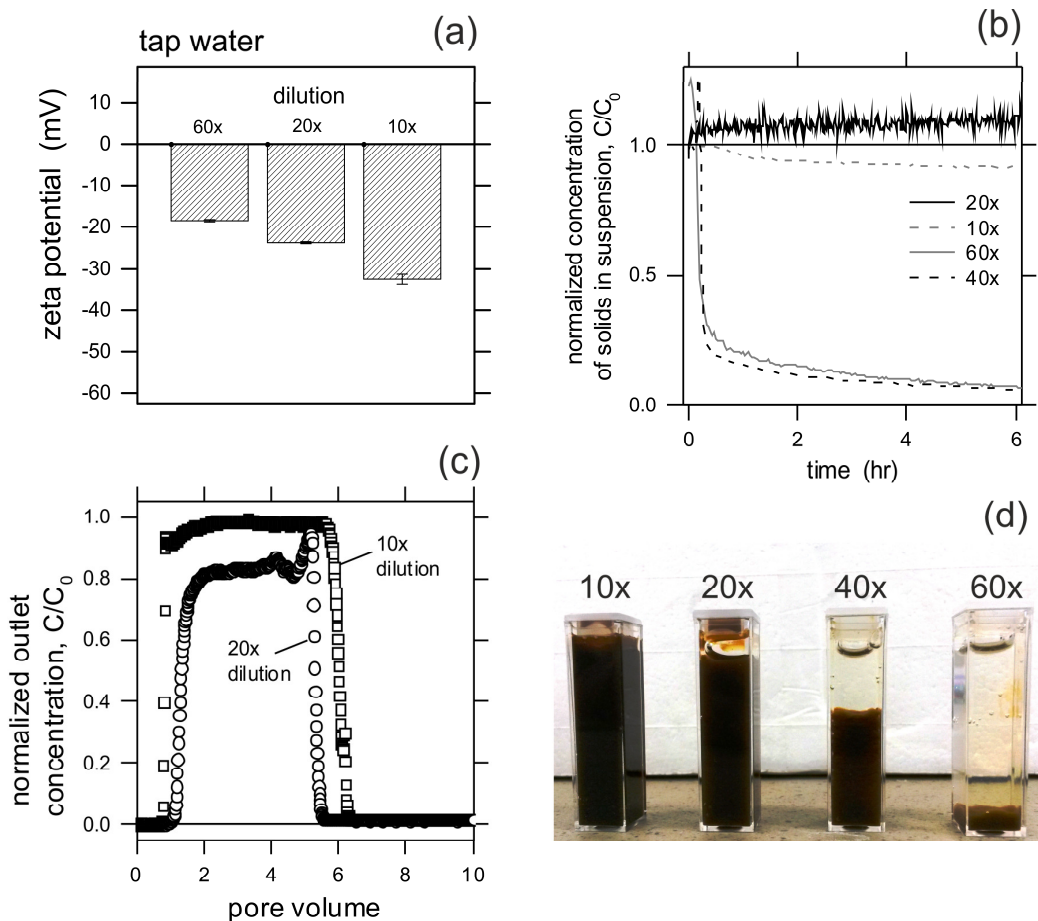 tap water
(a)
dilution
60x 20x 10x
10
0
-10
-20
-30
-40
-50
-60
zeta potential (mV)
(b)
normalized concentration
of solids in suspension, C/C0
1.0
0.5
0.0
20x
10x
60x
40x
0 2 4 6
time (hr)
(c)
normalized outlet
concentration, C/C0
1.0
0.8
0.6
0.4
0.2
0.0
10x
dilution
20x
dilution
0 2 4 6 8 10
pore volume
(d)
10x 20x 40x 60x